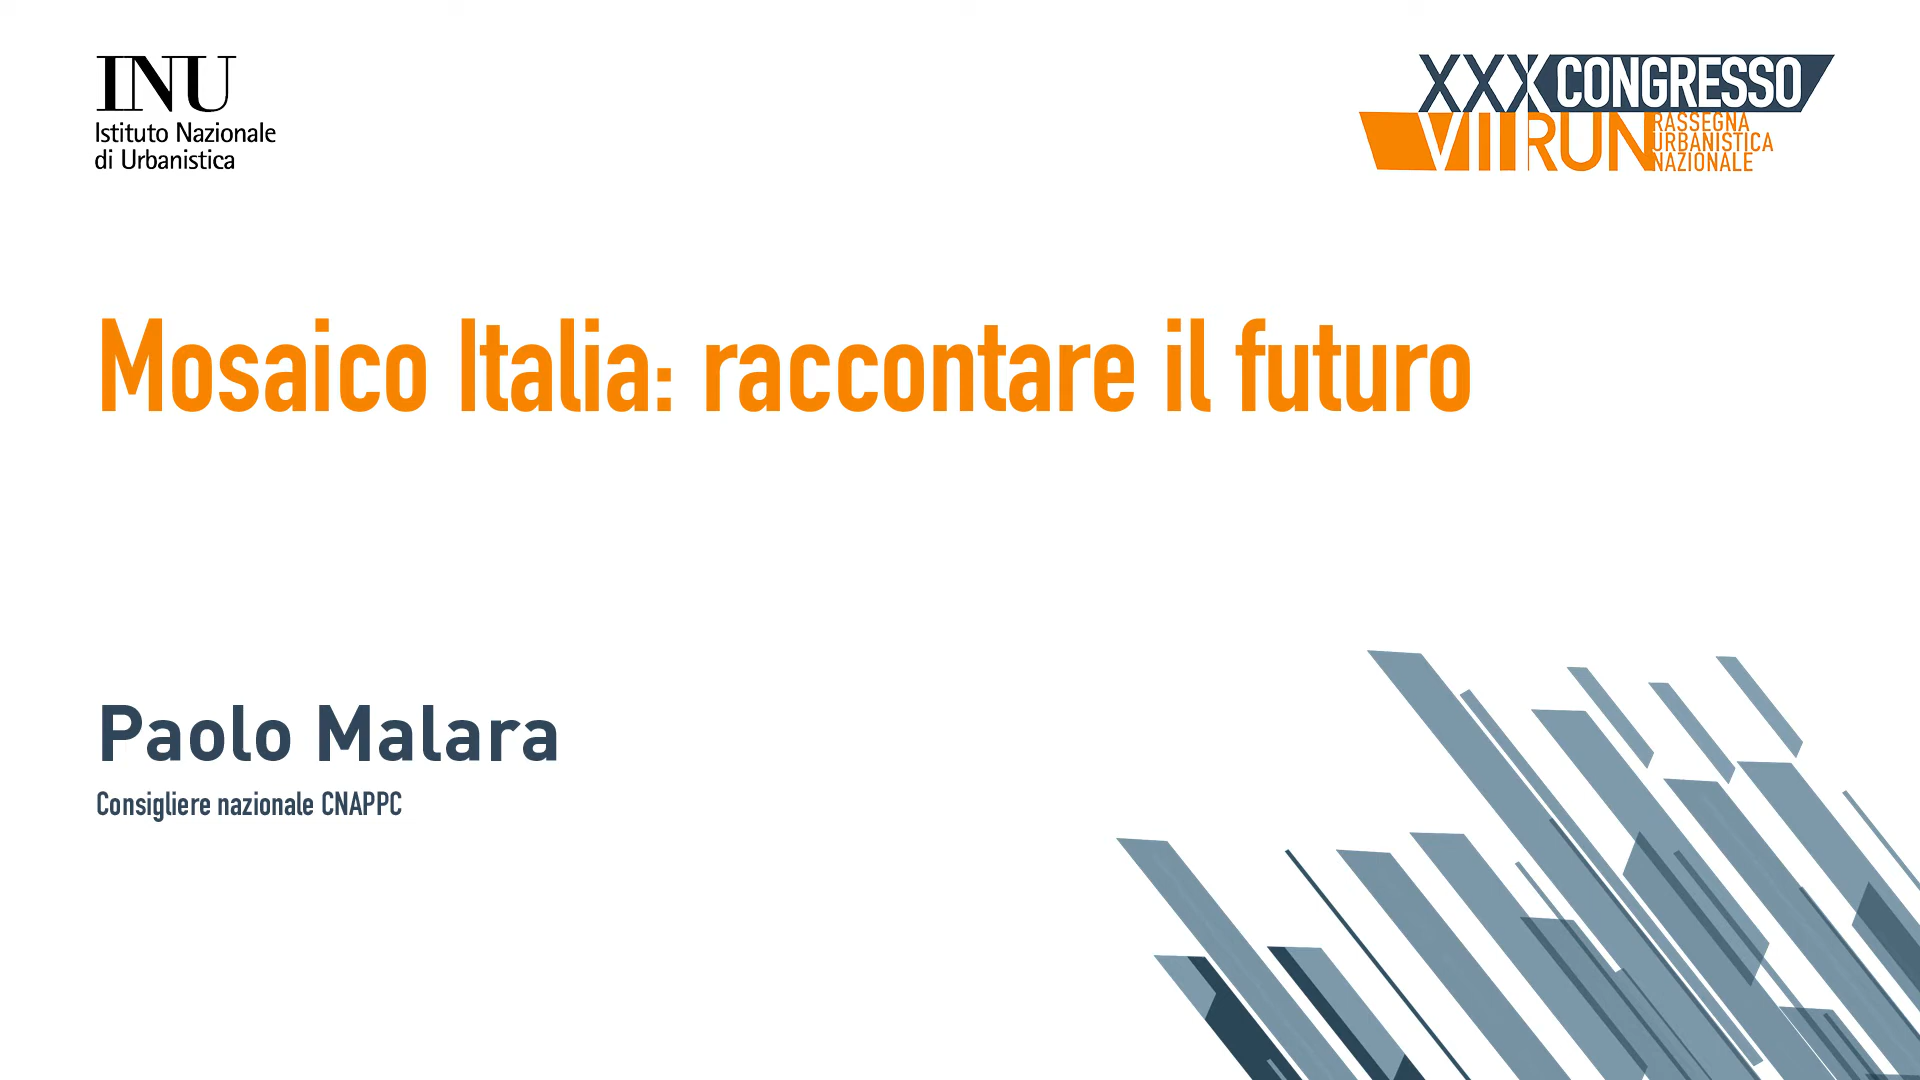 INU
Istituto Nazionale
di Urbanistica
XXX CONGRESSO
VII RUN
RASSEGNA
URBANISTICA
NAZIONALE
Mosaico Italia: raccontare il futuro
Paolo Malara
Consigliere nazionale CNAPPC